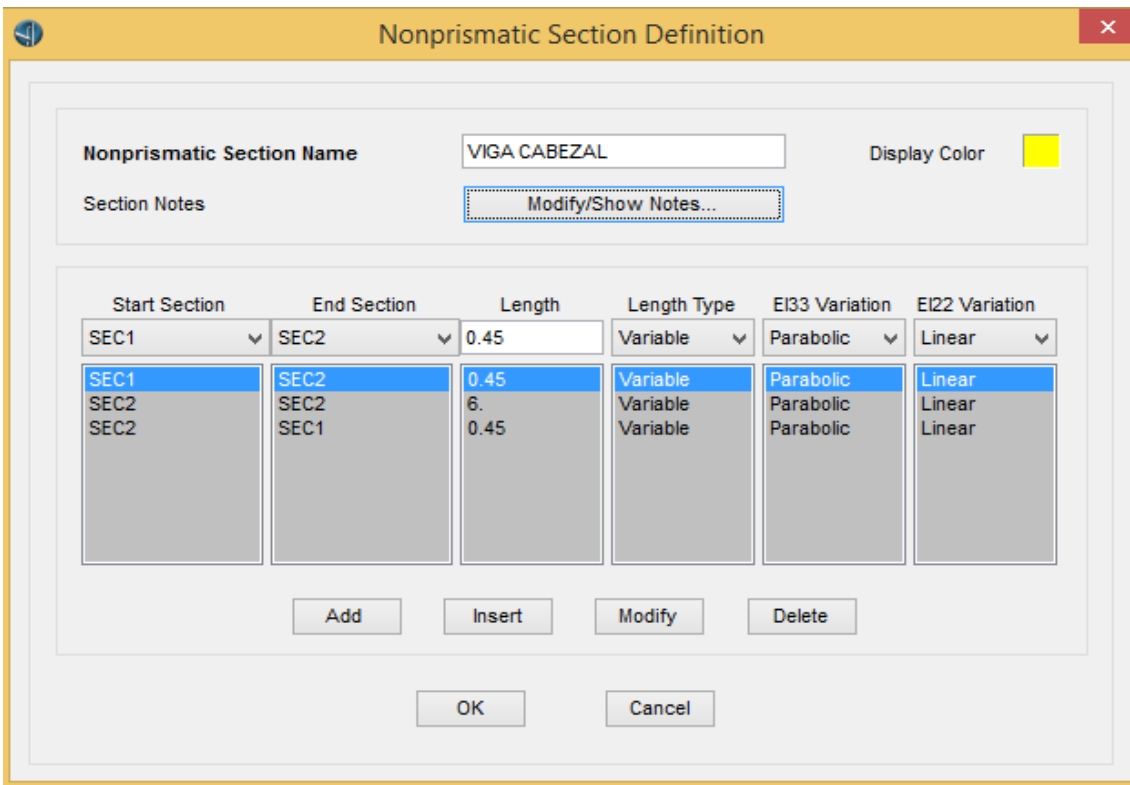 Nonprismatic Section Definition
Nonprismatic Section Name VIGA CABEZAL Display Color
Section Notes Modify/Show Notes...
Start Section End Section Length Length Type EI33 Variation EI22 Variation
SEC1 SEC2 0.45 Variable Parabolic Linear
SEC1 SEC2 0.45 Variable Parabolic Linear
SEC2 SEC2 6. Variable Parabolic Linear
SEC2 SEC1 0.45 Variable Parabolic Linear
Add Insert Modify Delete
OK Cancel